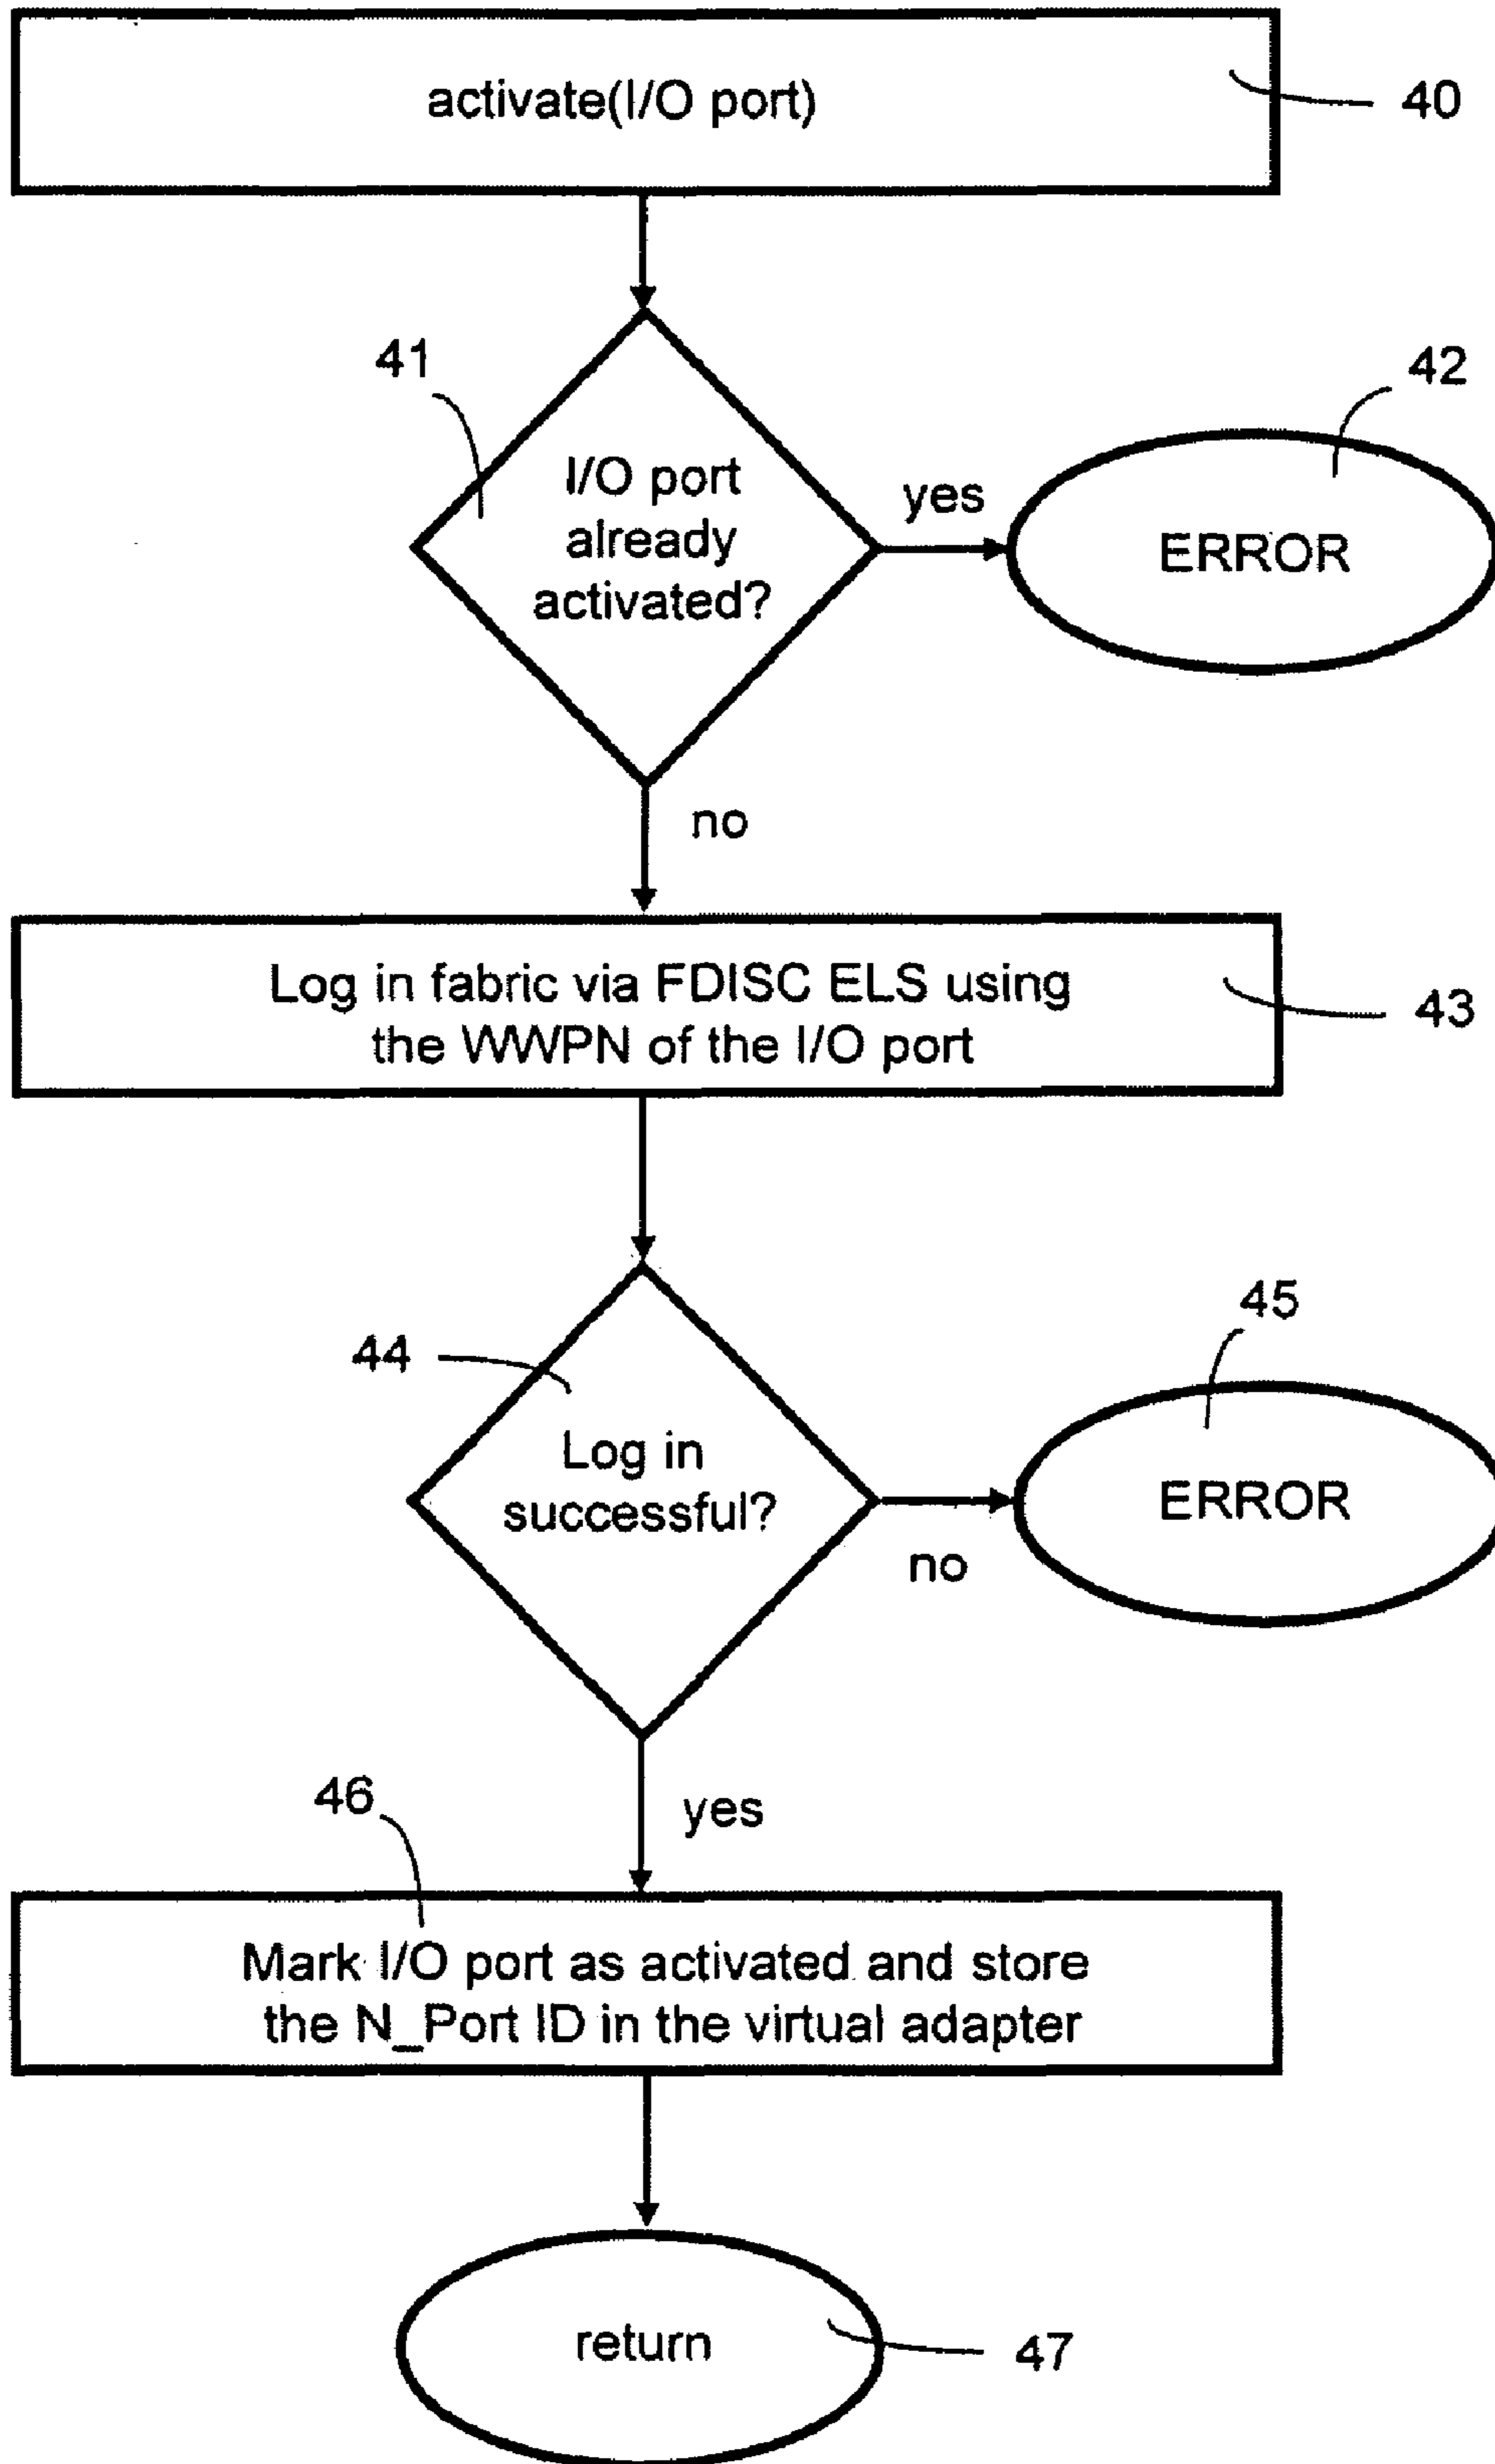 activate(I/O port)
40
41
42
I/O port
already
activated?
yes
ERROR
no
Log in fabric via FDISC ELS using
the WWPN of the I/O port
43
44
45
Log in
successful?
ERROR
no
46
yes
Mark I/O port as activated and store
the N_Port ID in the virtual adapter
return
47